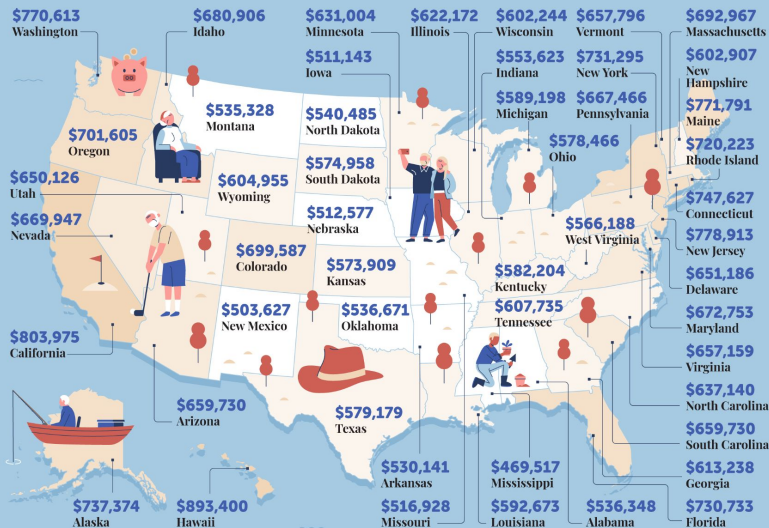 $770,613
Washington
$680,906
Idaho
$631,004
Minnesota
$622,172
Illinois
$602,244
Wisconsin
$657,796
Vermont
$692,967
Massachusetts
$511,143
Iowa
$553,623
Indiana
$731,295
New York
$602,907
New
Hampshire
$589,198
Michigan
$667,466
Pennsylvania
$771,791
Maine
$535,328
Montana
$540,485
North Dakota
$701,605
Oregon
$578,466
Ohio
$720,223
Rhode Island
$574,958
South Dakota
$650,126
Utah
$604,955
Wyoming
$747,627
Connecticut
$512,577
Nebraska
$669,947
Nevada
$566,188
West Virginia
$778,913
New Jersey
$699,587
Colorado
$573,909
Kansas
$582,204
Kentucky
$651,186
Delaware
$503,627
New Mexico
$536,671
Oklahoma
$607,735
Tennessee
$672,753
Maryland
$803,975
California
$657,159
Virginia
$637,140
North Carolina
$659,730
Arizona
$579,179
Texas
$659,730
South Carolina
$530,141
Arkansas
$469,517
Mississippi
$613,238
Georgia
$737,374
Alaska
$893,400
Hawaii
$516,928
Missouri
$592,673
Louisiana
$536,348
Alabama
$730,733
Florida